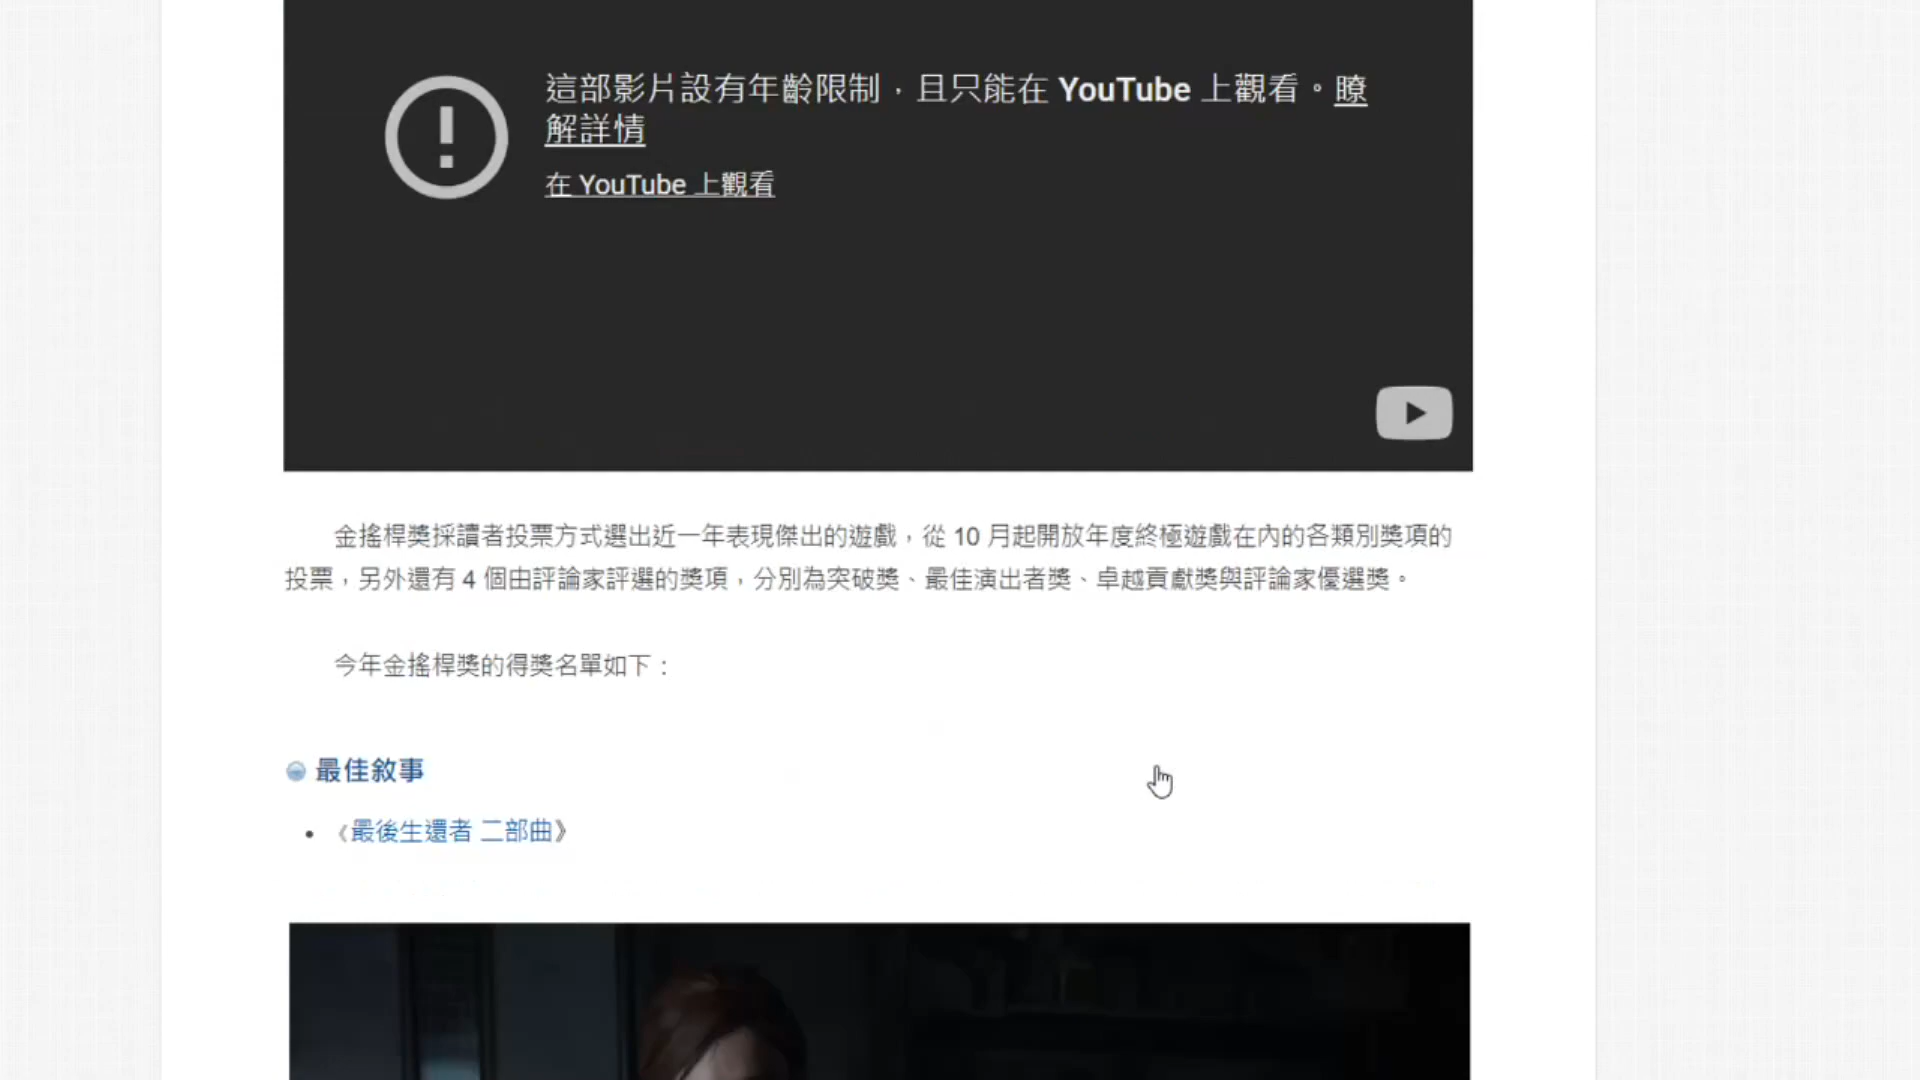 這部影片設有年齡限制，且只能在 YouTube 上觀看。瞭
解詳情
在 YouTube 上觀看
金搖桿獎採讀者投票方式選出近一年表現傑出的遊戲，從 10 月起開放年度終極遊戲在內的各類別獎項的
投票，另外還有 4 個由評論家評選的獎項，分別為突破獎、最佳演出者獎、卓越貢獻獎與評論家優選獎。
今年金搖桿獎的得獎名單如下：
最佳敘事
• 《最後生還者 二部曲》